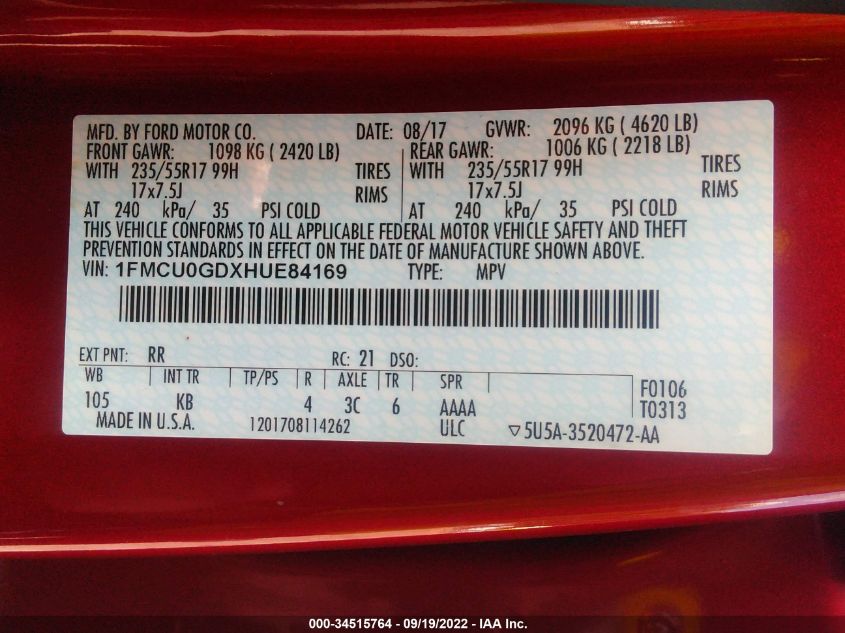 MFD. BY FORD MOTOR CO. DATE: 08/17 GVWR: 2096 KG ( 4620 LB)
FRONT GAWR: 1098 KG ( 2420 LB) REAR GAWR: 1006 KG ( 2218 LB)
WITH 235/55R17 99H TIRES WITH 235/55R17 99H TIRES
17x7.5J RIMS 17x7.5J RIMS
AT 240 kPa/ 35 PSI COLD AT 240 kPa/ 35 PSI COLD
THIS VEHICLE CONFORMS TO ALL APPLICABLE FEDERAL MOTOR VEHICLE SAFETY AND THEFT
PREVENTION STANDARDS IN EFFECT ON THE DATE OF MANUFACTURE SHOWN ABOVE.
VIN: 1FMCU0GDXHUE84169 TYPE: MPV
EXT PNT: RR RC: 21 DSO:
WB INT TR TP/PS R AXLE TR SPR
105 KB 4 3C 6 AAAA F0106
MADE IN U.S.A. 1201708114262 ULC T0313
▽5U5A-3520472-AA
000-34515764 - 09/19/2022 - IAA Inc.